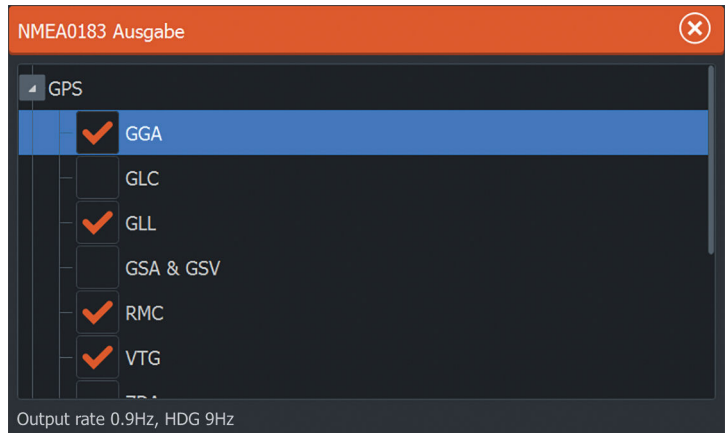 NMEA0183 Ausgabe
GPS
GGA
GLC
GLL
GSA & GSV
RMC
VTG
Output rate 0.9Hz, HDG 9Hz